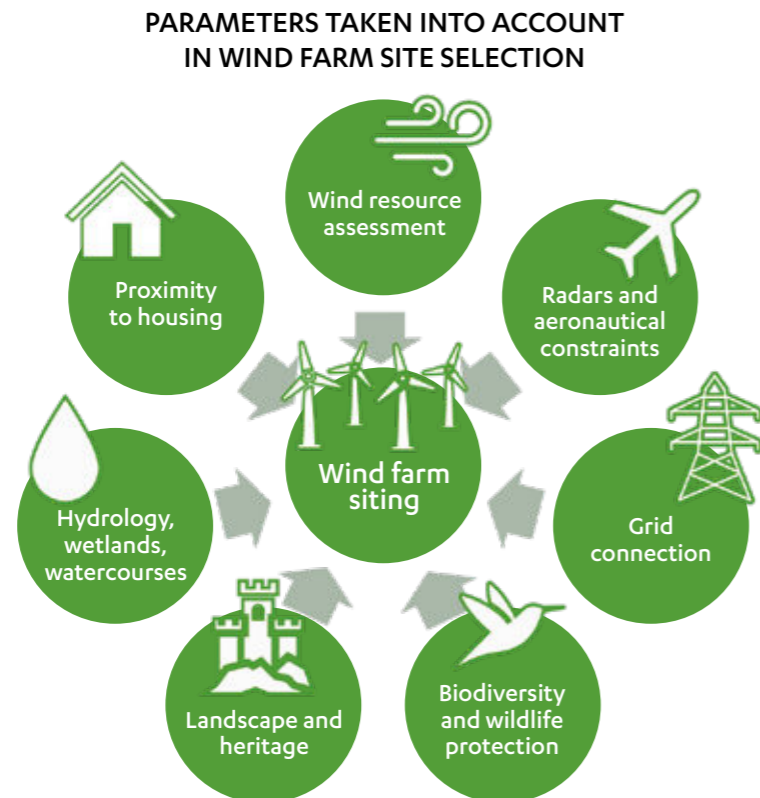 PARAMETERS TAKEN INTO ACCOUNT
IN WIND FARM SITE SELECTION
Wind resource
assessment
Proximity
to housing
Radars and
aeronautical
constraints
Wind farm
siting
Hydrology,
wetlands,
watercourses
Grid
connection
Landscape and
heritage
Biodiversity
and wildlife
protection